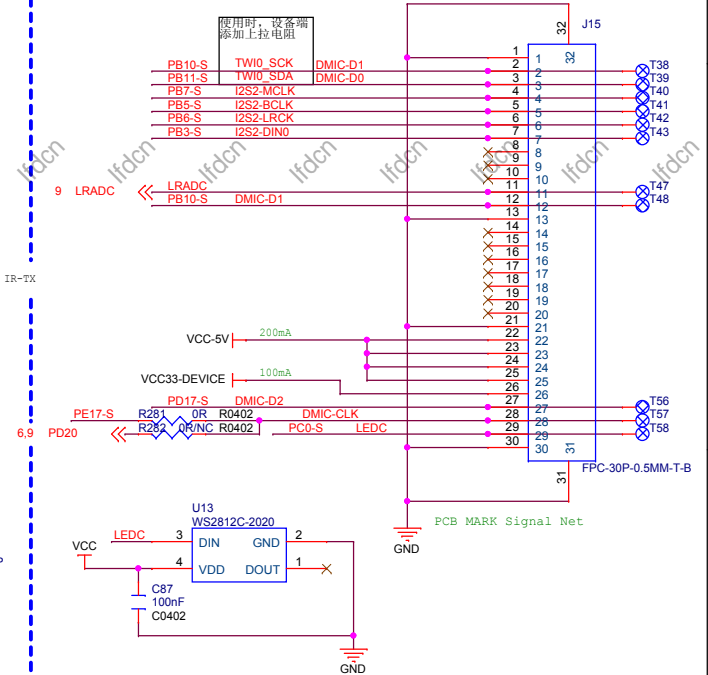 使用时，设备端
添加上拉电阻
J15
32
32
1 1
PB10-S TWI0_SCK DMIC-D1 2 2 T38
PB11-S TWI0_SDA DMIC-D0 3 3 T39
PB7-S I2S2-MCLK 4 4 T40
PB5-S I2S2-BCLK 5 5 T41
PB6-S I2S2-LRCK 6 6 T42
PB3-S I2S2-DIN0 7 7 T43
8 8
9 9
10 10
lfdcn lfdcn lfdcn lfdcn lfdcn lfdcn lfdcn lfdcn
9 LRADC LRADC 11 11 T47
PB10-S DMIC-D1 12 12 T48
13 13
14 14
15 15
16 16
17 17
IR-TX
18 18
19 19
20 20
21 21
VCC-5V 200mA 22 22
23 23
24 24
VCC33-DEVICE 100mA 25 25
26 26
PD17-S DMIC-D2 27 27 T56
PE17-S R281 0R R0402 DMIC-CLK 28 28 T57
6,9 PD20 R282 0R/NC R0402 PC0-S LEDC 29 29 T58
30 30
31
31
FPC-30P-0.5MM-T-B
PCB MARK Signal Net
GND
U13
WS2812C-2020
LEDC 3 DIN GND 2
VCC 4 VDD DOUT 1
C87
100nF
C0402
GND